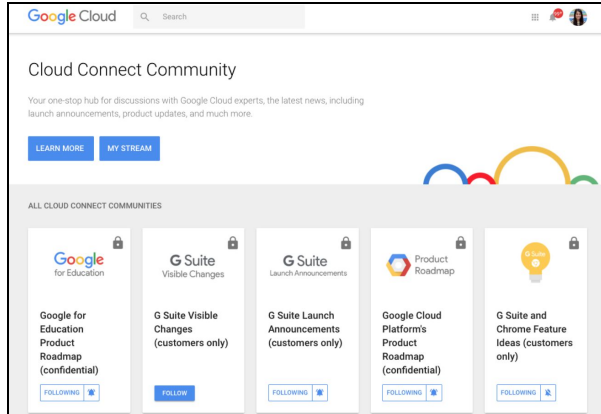 Google Cloud
Search
Cloud Connect Community
Your one-stop hub for discussions with Google Cloud experts, the latest news, including
launch announcements, product updates, and much more.
LEARN MORE
MY STREAM
ALL CLOUD CONNECT COMMUNITIES
Google
for Education
Google for
Education
Product
Roadmap
(confidential)
FOLLOWING
G Suite
Visible Changes
G Suite Visible
Changes
(customers only)
FOLLOW
G Suite
Launch Announcements
G Suite Launch
Announcements
(customers only)
FOLLOWING
Product
Roadmap
Google Cloud
Platform's
Product
Roadmap
(confidential)
FOLLOWING
G Suite
G Suite and
Chrome Feature
Ideas (customers
only)
FOLLOWING